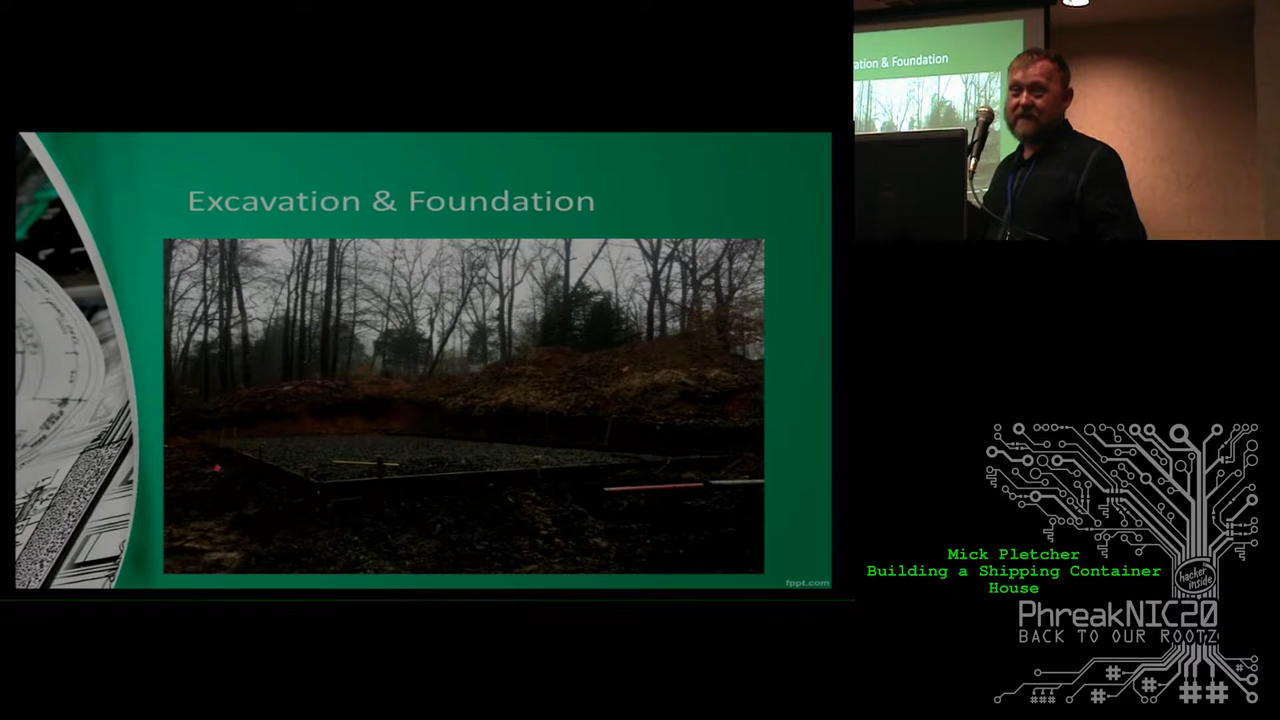 Excavation & Foundation
fppt.com
ation & Foundation
Mick Pletcher
Building a Shipping Container
House
hacker
inside
PhreakNIC20
BACK TO OUR ROOTZ